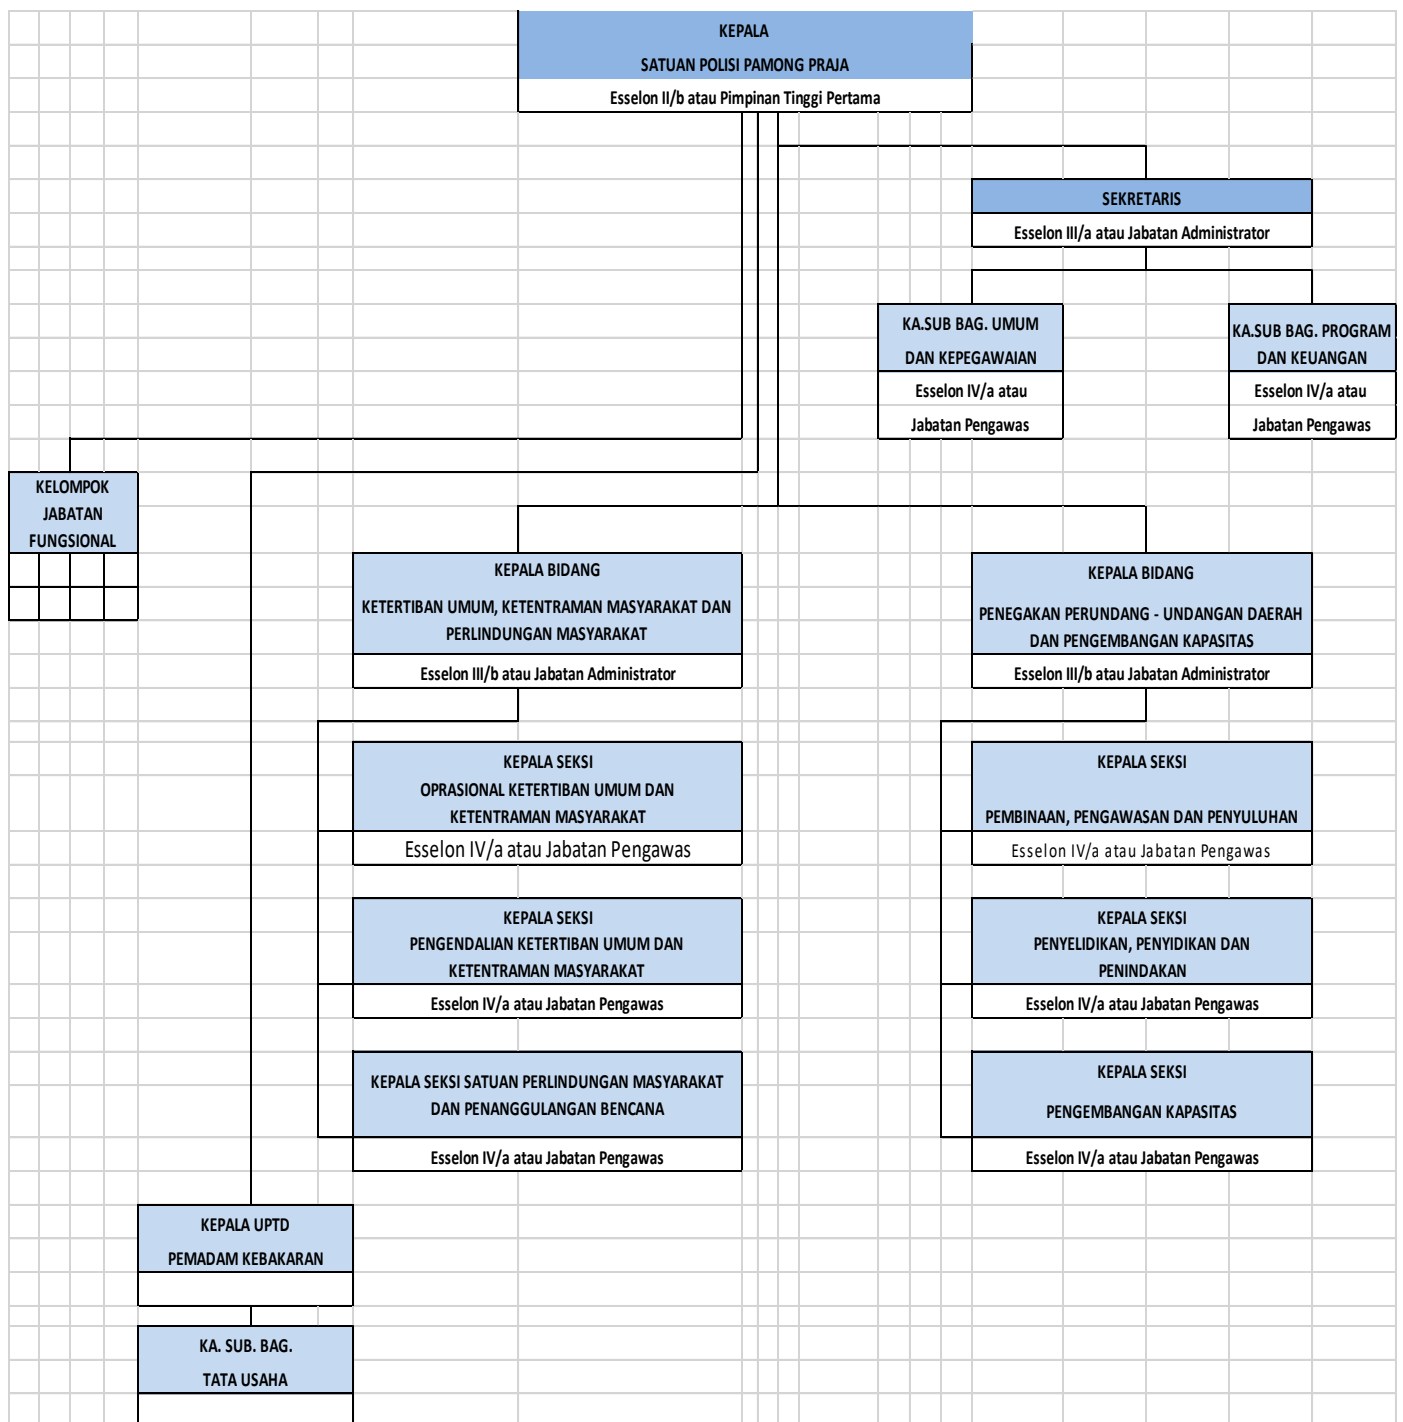 KEPALA
SATUAN POLISI PAMONG PRAJA
Esselon II/b atau Pimpinan Tinggi Pertama
SEKRETARIS
Esselon III/a atau Jabatan Administrator
KA.SUB BAG. UMUM
DAN KEPEGAWAIAN
Esselon IV/a atau
Jabatan Pengawas
KA.SUB BAG. PROGRAM
DAN KEUANGAN
Esselon IV/a atau
Jabatan Pengawas
KELOMPOK
JABATAN
FUNGSIONAL
KEPALA BIDANG
KETERTIBAN UMUM, KETENTRAMAN MASYARAKAT DAN
PERLINDUNGAN MASYARAKAT
Esselon III/b atau Jabatan Administrator
KEPALA BIDANG
PENEGAKAN PERUNDANG - UNDANGAN DAERAH
DAN PENGEMBANGAN KAPASITAS
Esselon III/b atau Jabatan Administrator
KEPALA SEKSI
OPRASIONAL KETERTIBAN UMUM DAN
KETENTRAMAN MASYARAKAT
Esselon IV/a atau Jabatan Pengawas
KEPALA SEKSI
PEMBINAAN, PENGAWASAN DAN PENYULUHAN
Esselon IV/a atau Jabatan Pengawas
KEPALA SEKSI
PENGENDALIAN KETERTIBAN UMUM DAN
KETENTRAMAN MASYARAKAT
Esselon IV/a atau Jabatan Pengawas
KEPALA SEKSI
PENYELIDIKAN, PENYIDIKAN DAN
PENINDAKAN
Esselon IV/a atau Jabatan Pengawas
KEPALA SEKSI SATUAN PERLINDUNGAN MASYARAKAT
DAN PENANGGULANGAN BENCANA
Esselon IV/a atau Jabatan Pengawas
KEPALA SEKSI
PENGEMBANGAN KAPASITAS
Esselon IV/a atau Jabatan Pengawas
KEPALA UPTD
PEMADAM KEBAKARAN
KA. SUB. BAG.
TATA USAHA